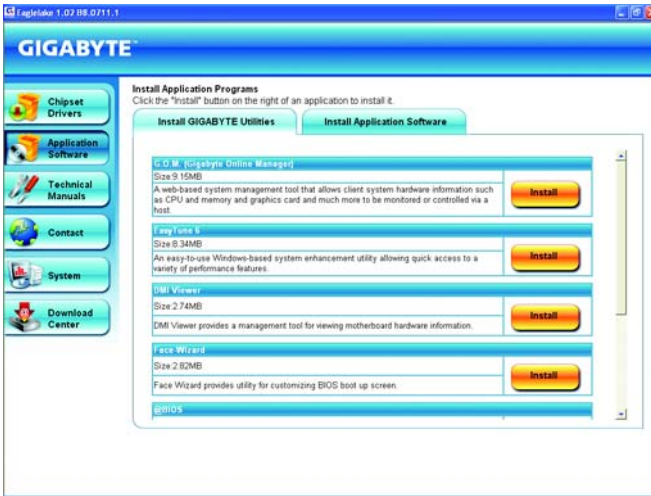 Eaglelake 1.02 B8.0711.1
GIGABYTE™
Chipset
Drivers
Application
Software
Technical
Manuals
Contact
System
Download
Center
Install Application Programs
Click the "Install" button on the right of an application to install it.
Install GIGABYTE Utilities
Install Application Software
G.O.M. (Gigabyte Online Manager)
Size:9.15MB
A web-based system management tool that allows client system hardware information such
as CPU and memory and graphics card and much more to be monitored or controlled via a
host.
Install
EasyTune 6
Size:8.34MB
An easy-to-use Windows-based system enhancement utility allowing quick access to a
variety of performance features.
Install
DMI Viewer
Size:2.74MB
DMI Viewer provides a management tool for viewing motherboard hardware information.
Install
Face-Wizard
Size:2.82MB
Face Wizard provides utility for customizing BIOS boot up screen.
Install
@BIOS